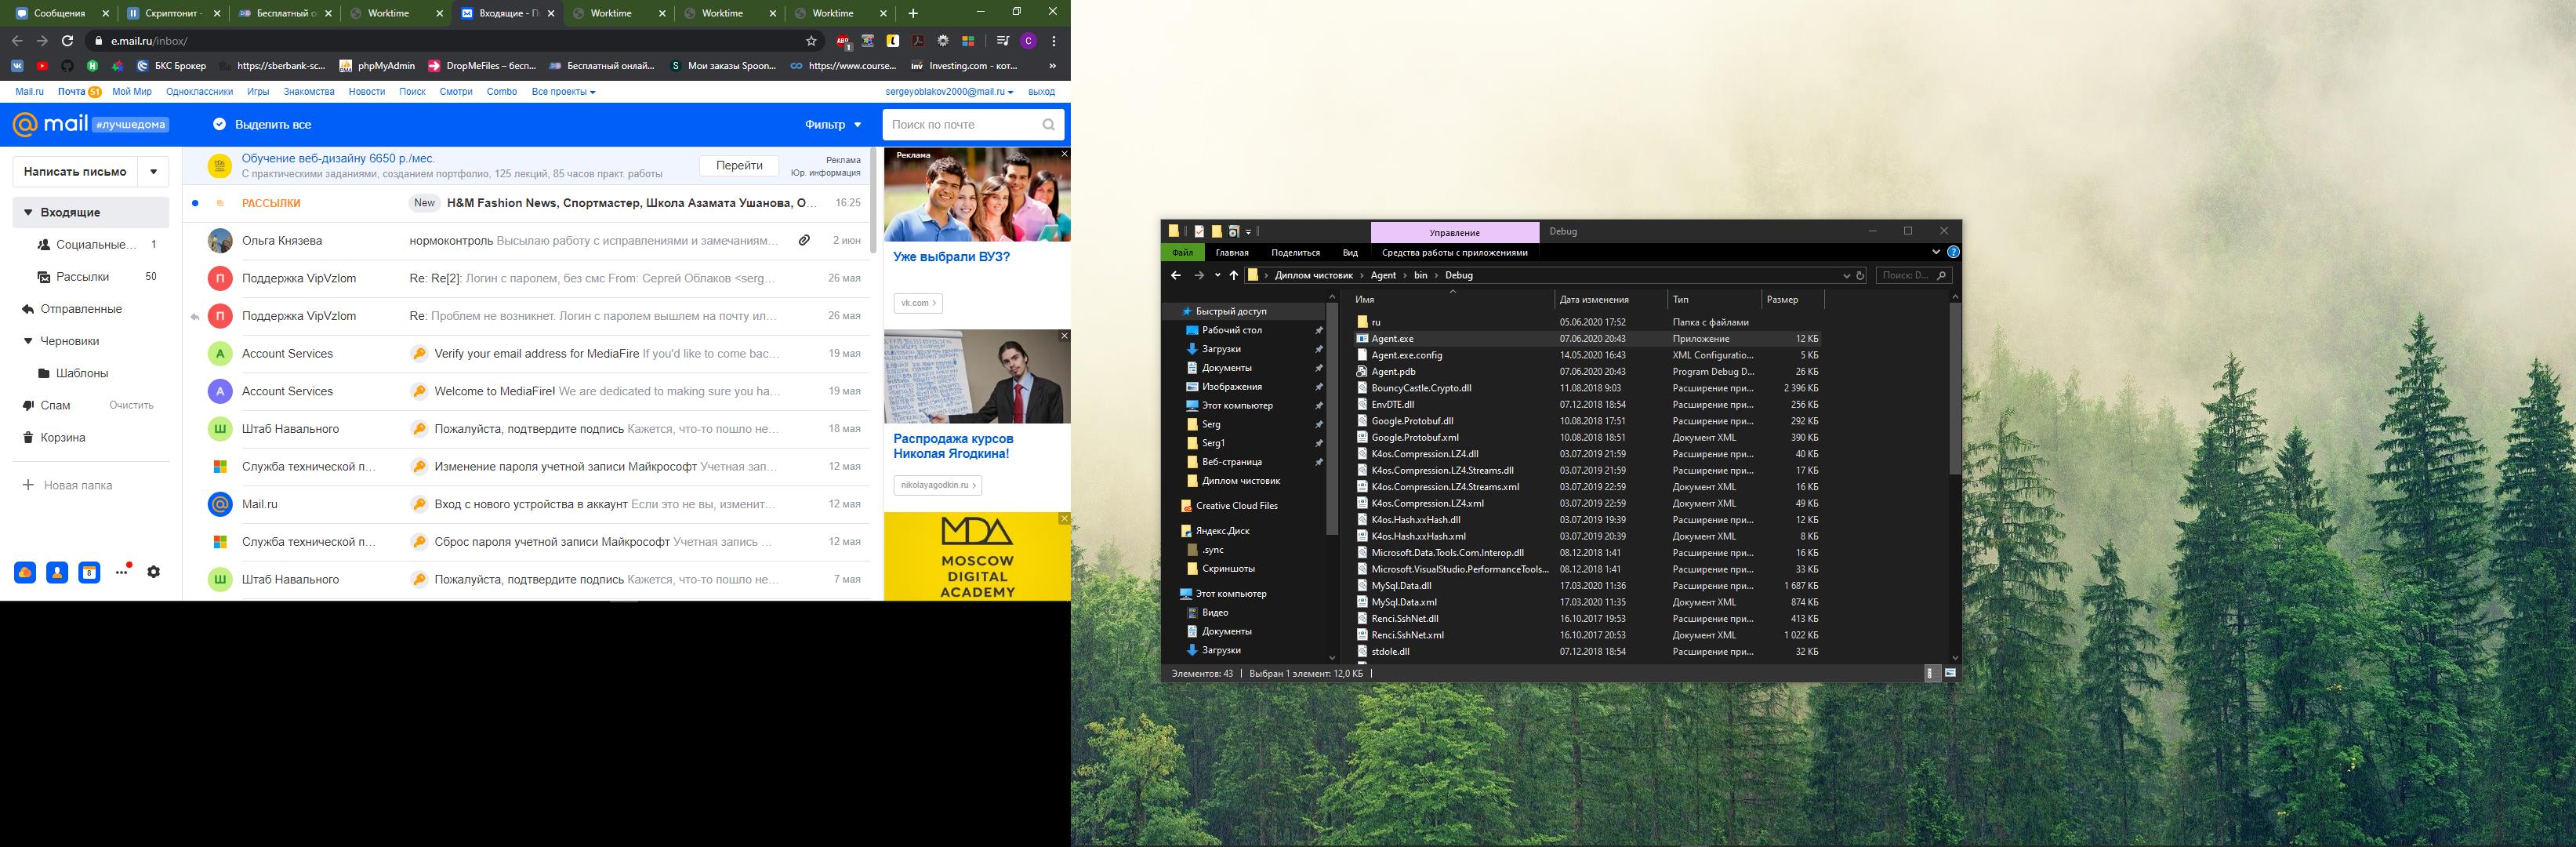 Сообщения
Скриптонит -
Бесплатный о
Worktime
Входящие - П
Worktime
Worktime
Worktime
e.mail.ru/inbox/
БКС Брокер
https://sberbank-sc...
phpMyAdmin
DropMeFiles – бесп...
Бесплатный онлай...
Мои заказы Spoon...
https://www.course...
Investing.com - кот...
Mail.ru
Почта 51
Мой Мир
Одноклассники
Игры
Знакомства
Новости
Поиск
Смотри
Combo
Все проекты
sergeyoblakov2000@mail.ru
выход
mail #лучшедома
Выделить все
Фильтр
Поиск по почте
Написать письмо
Входящие
Социальные... 1
Рассылки 50
Отправленные
Черновики
Шаблоны
Спам Очистить
Корзина
Новая папка
Обучение веб-дизайну 6650 р./мес.
С практическими заданиями, созданием портфолио, 125 лекций, 85 часов практ. работы
Перейти
Реклама
Юр. информация
РАССЫЛКИ New H&M Fashion News, Спортмастер, Школа Азамата Ушанова, О... 16:25
Ольга Князева нормоконтроль Высылаю работу с исправлениями и замечаниям... 2 июн
Поддержка VipVzlom Re: Re[2]: Логин с паролем, без смс From: Сергей Облаков <serg... 26 мая
Поддержка VipVzlom Re: Проблем не возникнет. Логин с паролем вышлем на почту ил... 26 мая
Account Services Verify your email address for MediaFire If you'd like to come bac... 19 мая
Account Services Welcome to MediaFire! We are dedicated to making sure you ha... 19 мая
Штаб Навального Пожалуйста, подтвердите подпись Кажется, что-то пошло не... 18 мая
Служба технической п... Изменение пароля учетной записи Майкрософт Учетная зап... 12 мая
Mail.ru Вход с нового устройства в аккаунт Если это не вы, изменит... 12 мая
Служба технической п... Сброс пароля учетной записи Майкрософт Учетная запись ... 12 мая
Штаб Навального Пожалуйста, подтвердите подпись Кажется, что-то пошло не... 7 мая
Реклама
Уже выбрали ВУЗ?
vk.com
Распродажа курсов
Николая Ягодкина!
nikolayagodkin.ru
MDA
MOSCOW
DIGITAL
ACADEMY
Управление
Debug
Файл
Главная
Поделиться
Вид
Средства работы с приложениями
Диплом чистовик
Agent
bin
Debug
Поиск: D...
Быстрый доступ
Рабочий стол
Загрузки
Документы
Изображения
Этот компьютер
Serg
Serg1
Веб-страница
Диплом чистовик
Creative Cloud Files
Яндекс.Диск
.sync
Скриншоты
Этот компьютер
Видео
Документы
Загрузки
Имя Дата изменения Тип Размер
ru 05.06.2020 17:52 Папка с файлами
Agent.exe 07.06.2020 20:43 Приложение 12 КБ
Agent.exe.config 14.05.2020 16:43 XML Configuratio... 5 КБ
Agent.pdb 07.06.2020 20:43 Program Debug D... 26 КБ
BouncyCastle.Crypto.dll 11.08.2018 9:03 Расширение при... 2 396 КБ
EnvDTE.dll 07.12.2018 18:54 Расширение при... 256 КБ
Google.Protobuf.dll 10.08.2018 17:51 Расширение при... 292 КБ
Google.Protobuf.xml 10.08.2018 18:51 Документ XML 390 КБ
K4os.Compression.LZ4.dll 03.07.2019 21:59 Расширение при... 40 КБ
K4os.Compression.LZ4.Streams.dll 03.07.2019 21:59 Расширение при... 17 КБ
K4os.Compression.LZ4.Streams.xml 03.07.2019 22:59 Документ XML 16 КБ
K4os.Compression.LZ4.xml 03.07.2019 22:59 Документ XML 49 КБ
K4os.Hash.xxHash.dll 03.07.2019 19:39 Расширение при... 12 КБ
K4os.Hash.xxHash.xml 03.07.2019 20:39 Документ XML 8 КБ
Microsoft.Data.Tools.Com.Interop.dll 08.12.2018 1:41 Расширение при... 16 КБ
Microsoft.VisualStudio.PerformanceTools... 08.12.2018 1:41 Расширение при... 33 КБ
MySql.Data.dll 17.03.2020 11:36 Расширение при... 1 687 КБ
MySql.Data.xml 17.03.2020 11:35 Документ XML 874 КБ
Renci.SshNet.dll 16.10.2017 19:53 Расширение при... 413 КБ
Renci.SshNet.xml 16.10.2017 20:53 Документ XML 1 022 КБ
stdole.dll 07.12.2018 18:54 Расширение при... 32 КБ
Элементов: 43
Выбран 1 элемент: 12,0 КБ